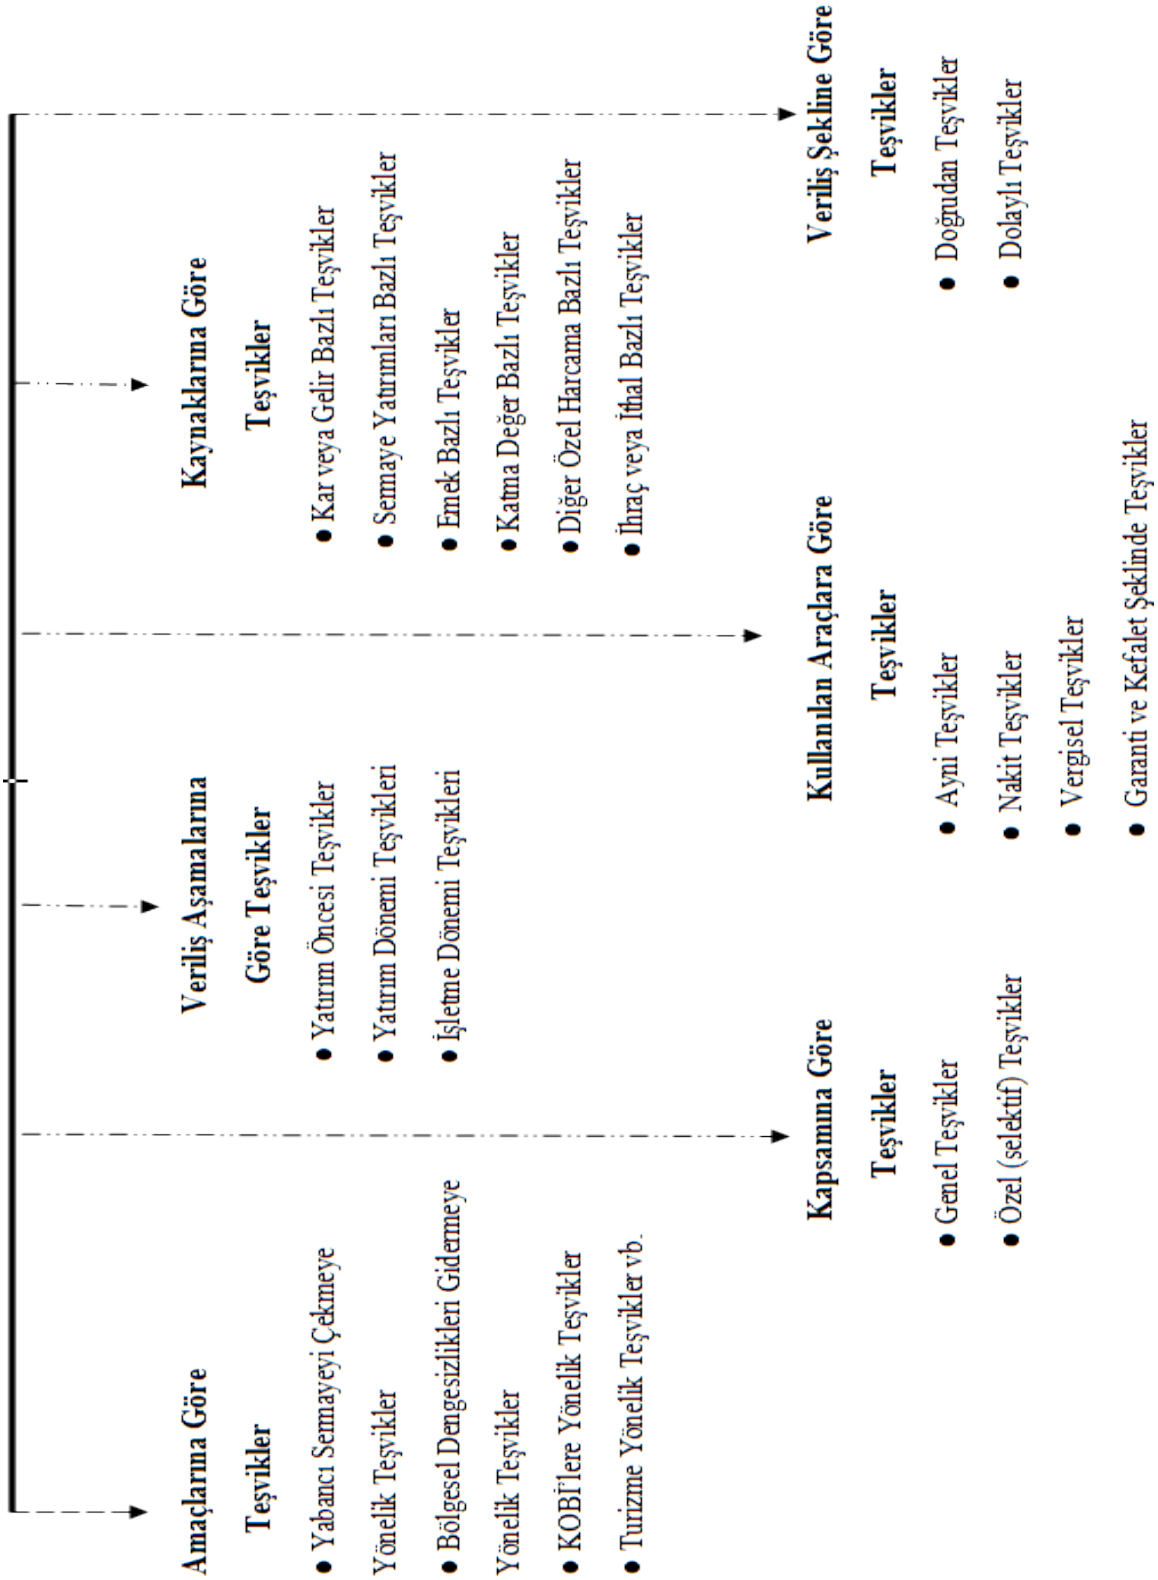 Amaçlarına Göre
Teşvikler
● Yabancı Sermayeyi Çekmeye
Yönelik Teşvikler
● Bölgesel Dengesizlikleri Gidermeye
Yönelik Teşvikler
● KOBİ'lere Yönelik Teşvikler
● Turizme Yönelik Teşvikler vb.
Veriliş Aşamalarına
Göre Teşvikler
● Yatırım Öncesi Teşvikler
● Yatırım Dönemi Teşvikleri
● İşletme Dönemi Teşvikleri
Kaynaklarına Göre
Teşvikler
● Kar veya Gelir Bazlı Teşvikler
● Sermaye Yatırımları Bazlı Teşvikler
● Emek Bazlı Teşvikler
● Katma Değer Bazlı Teşvikler
● Diğer Özel Harcama Bazlı Teşvikler
● İhraç veya İthal Bazlı Teşvikler
Kapsamına Göre
Teşvikler
● Genel Teşvikler
● Özel (selektif) Teşvikler
Kullanılan Araçlara Göre
Teşvikler
● Ayni Teşvikler
● Nakit Teşvikler
● Vergisel Teşvikler
● Garanti ve Kefalet Şeklinde Teşvikler
Veriliş Şekline Göre
Teşvikler
● Doğrudan Teşvikler
● Dolaylı Teşvikler